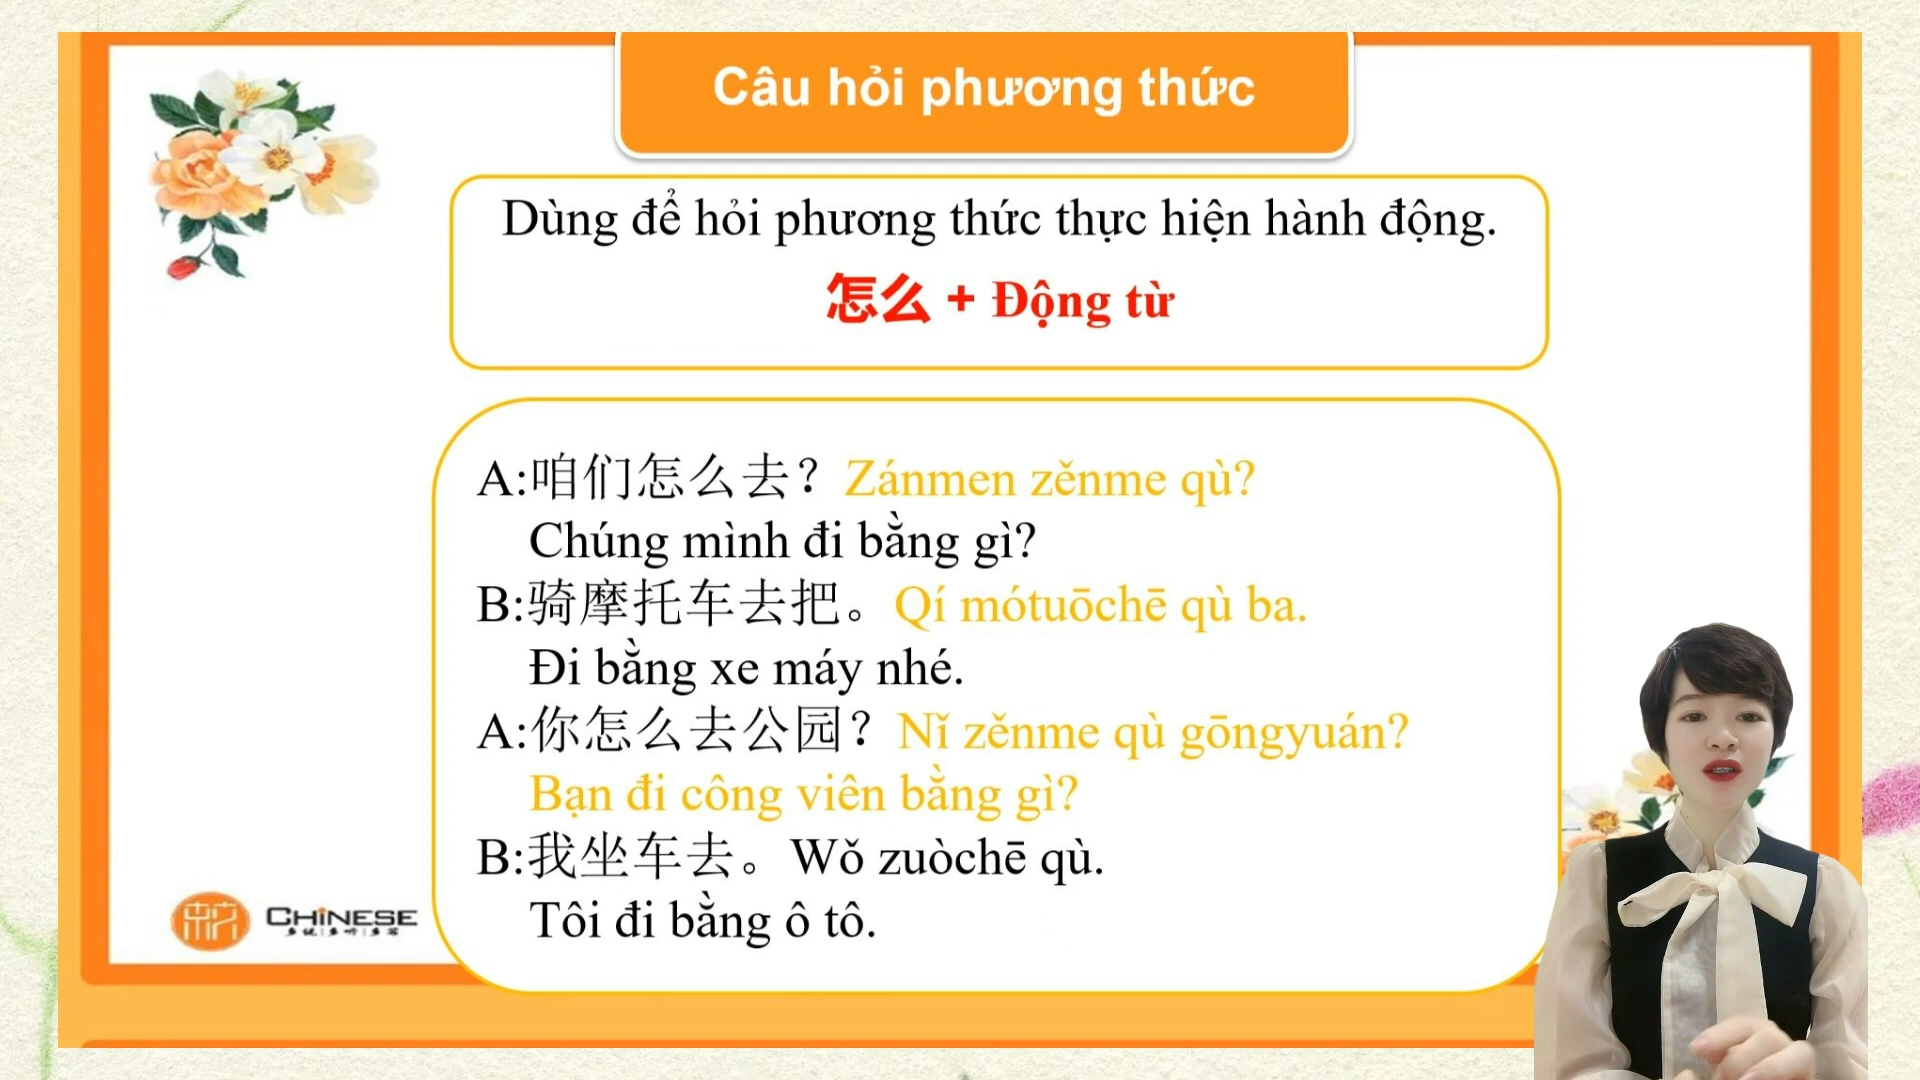 Câu hỏi phương thức
Dùng để hỏi phương thức thực hiện hành động.
怎么 + Động từ
A:咱们怎么去？Zánmen zěnme qù?
Chúng mình đi bằng gì?
B:骑摩托车去把。Qí mótuōchē qù ba.
Đi bằng xe máy nhé.
A:你怎么去公园？Nǐ zěnme qù gōngyuán?
Bạn đi công viên bằng gì?
B:我坐车去。Wǒ zuòchē qù.
Tôi đi bằng ô tô.
CHINESE